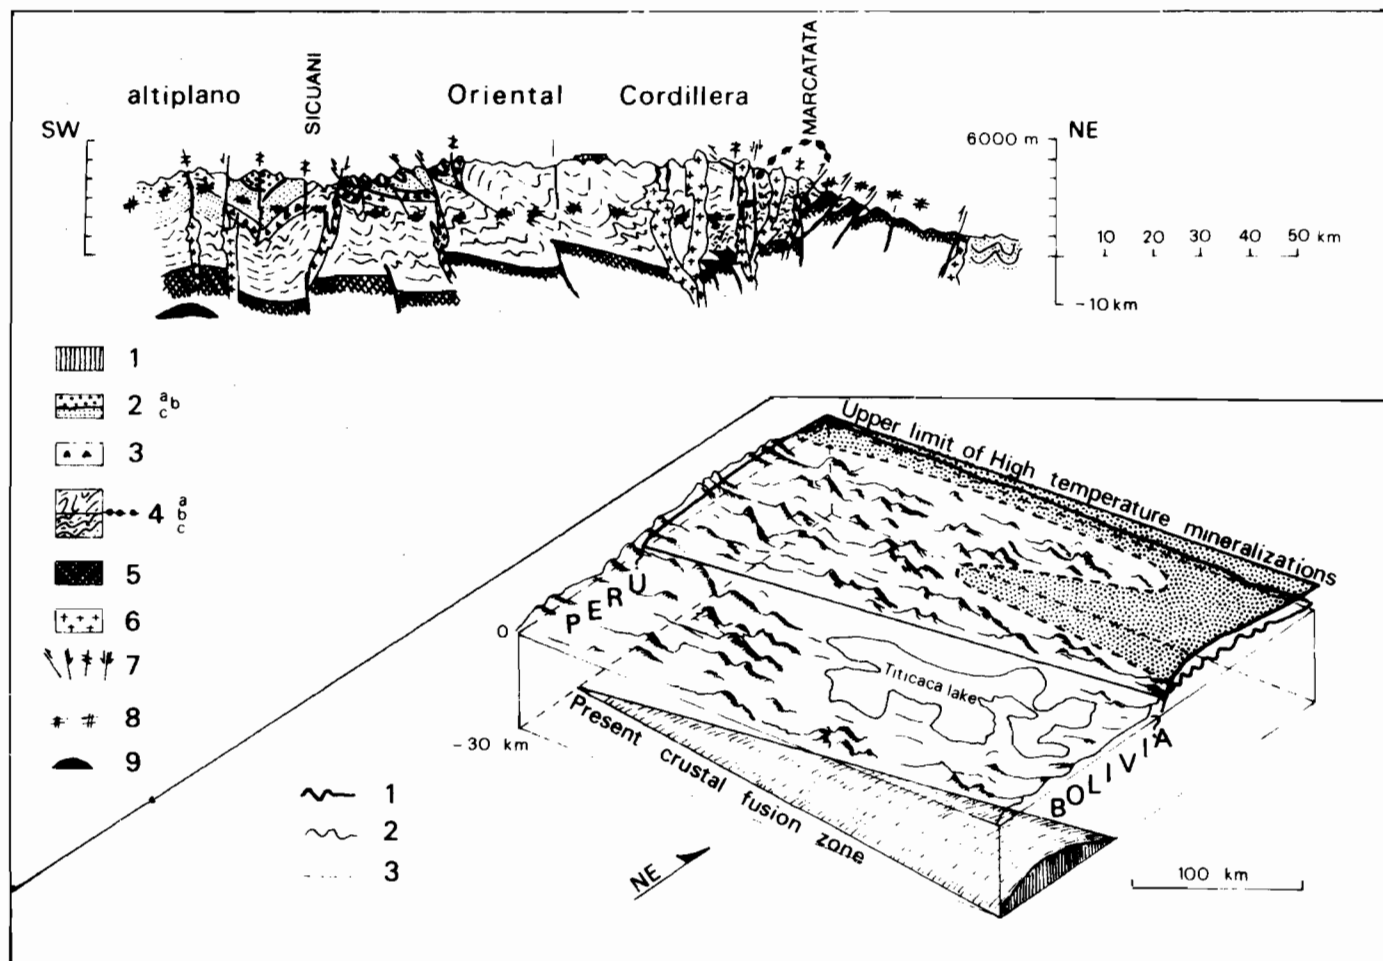 altiplano
SICUANI
Oriental Cordillera
MARCATATA
SW
6000 m
NE
10 20 30 40 50 km
-10km
1
2 a b c
3
4 a b c
5
6
7
8
9
Upper limit of High temperature mineralizations
PERU
0
Titicaca lake
-30 km
Present crustal fusion zone
BOLIVIA
1
2
3
NE
100 km